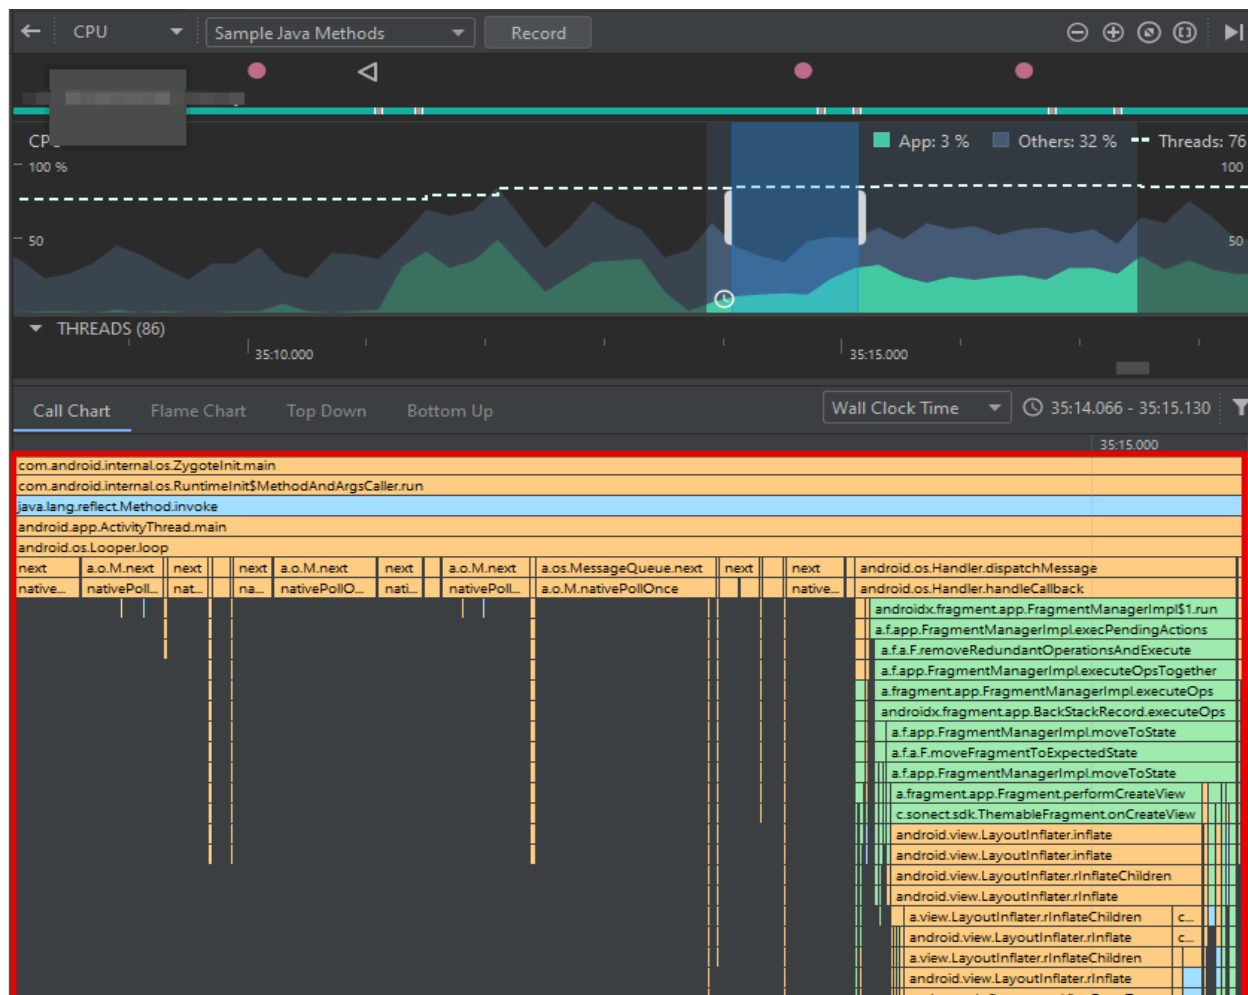 CPU Sample Java Methods Record
CP
App: 3 % Others: 32 % Threads: 76
100 % 100
50 50
THREADS (86)
35:10.000 35:15.000
Call Chart Flame Chart Top Down Bottom Up Wall Clock Time 35:14.066 - 35:15.130
35:15.000
com.android.internal.os.ZygoteInit.main
com.android.internal.os.RuntimeInit$MethodAndArgsCaller.run
java.lang.reflect.Method.invoke
android.app.ActivityThread.main
android.os.Looper.loop
next a.o.M.next next next a.o.M.next next a.o.M.next a.os.MessageQueue.next next next android.os.Handler.dispatchMessage
native... nativePoll... nat... na... nativePollO... nati... nativePoll... a.o.M.nativePollOnce native... android.os.Handler.handleCallback
androidx.fragment.app.FragmentManagerImpl$1.run
a.f.app.FragmentManagerImpl.execPendingActions
a.f.a.F.removeRedundantOperationsAndExecute
a.f.app.FragmentManagerImpl.executeOpsTogether
a.fragment.app.FragmentManagerImpl.executeOps
androidx.fragment.app.BackStackRecord.executeOps
a.f.app.FragmentManagerImpl.moveToState
a.f.a.F.moveFragmentToExpectedState
a.f.app.FragmentManagerImpl.moveToState
a.fragment.app.Fragment.performCreateView
c.sonect.sdk.ThemableFragment.onCreateView
android.view.LayoutInflater.inflate
android.view.LayoutInflater.inflate
android.view.LayoutInflater.rInflateChildren
android.view.LayoutInflater.rInflate
a.view.LayoutInflater.rInflateChildren c...
android.view.LayoutInflater.rInflate c...
a.view.LayoutInflater.rInflateChildren
android.view.LayoutInflater.rInflate